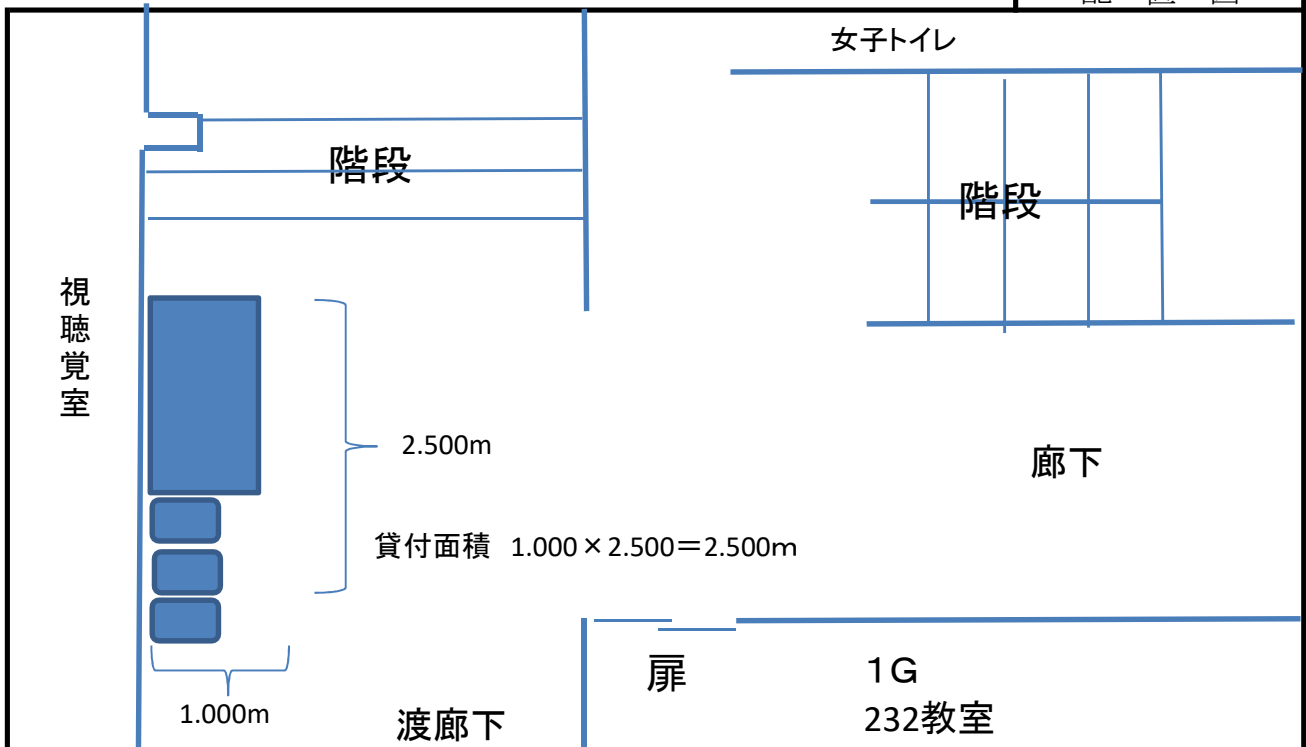 女子トイレ
階段
階段
視聴覚室
2.500m
廊下
貸付面積 1.000×2.500=2.500m
扉
1G
232教室
1.000m
渡廊下